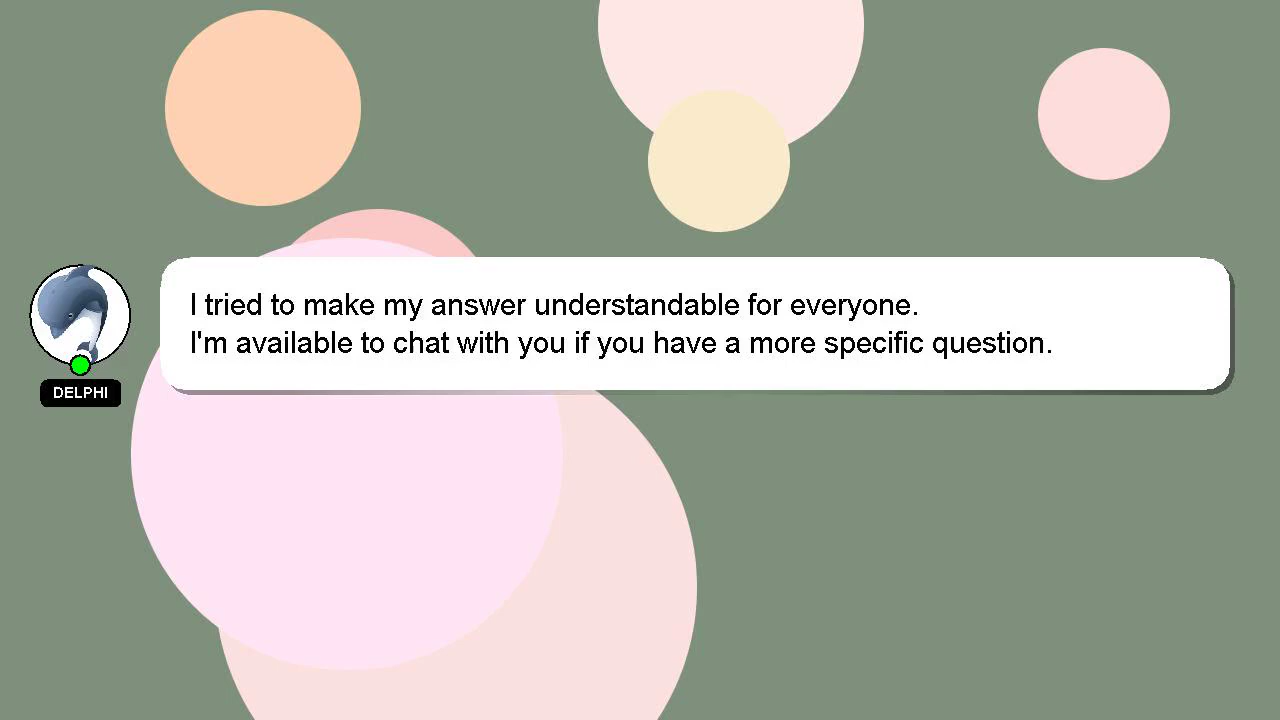 I tried to make my answer understandable for everyone.
I'm available to chat with you if you have a more specific question.
DELPHI